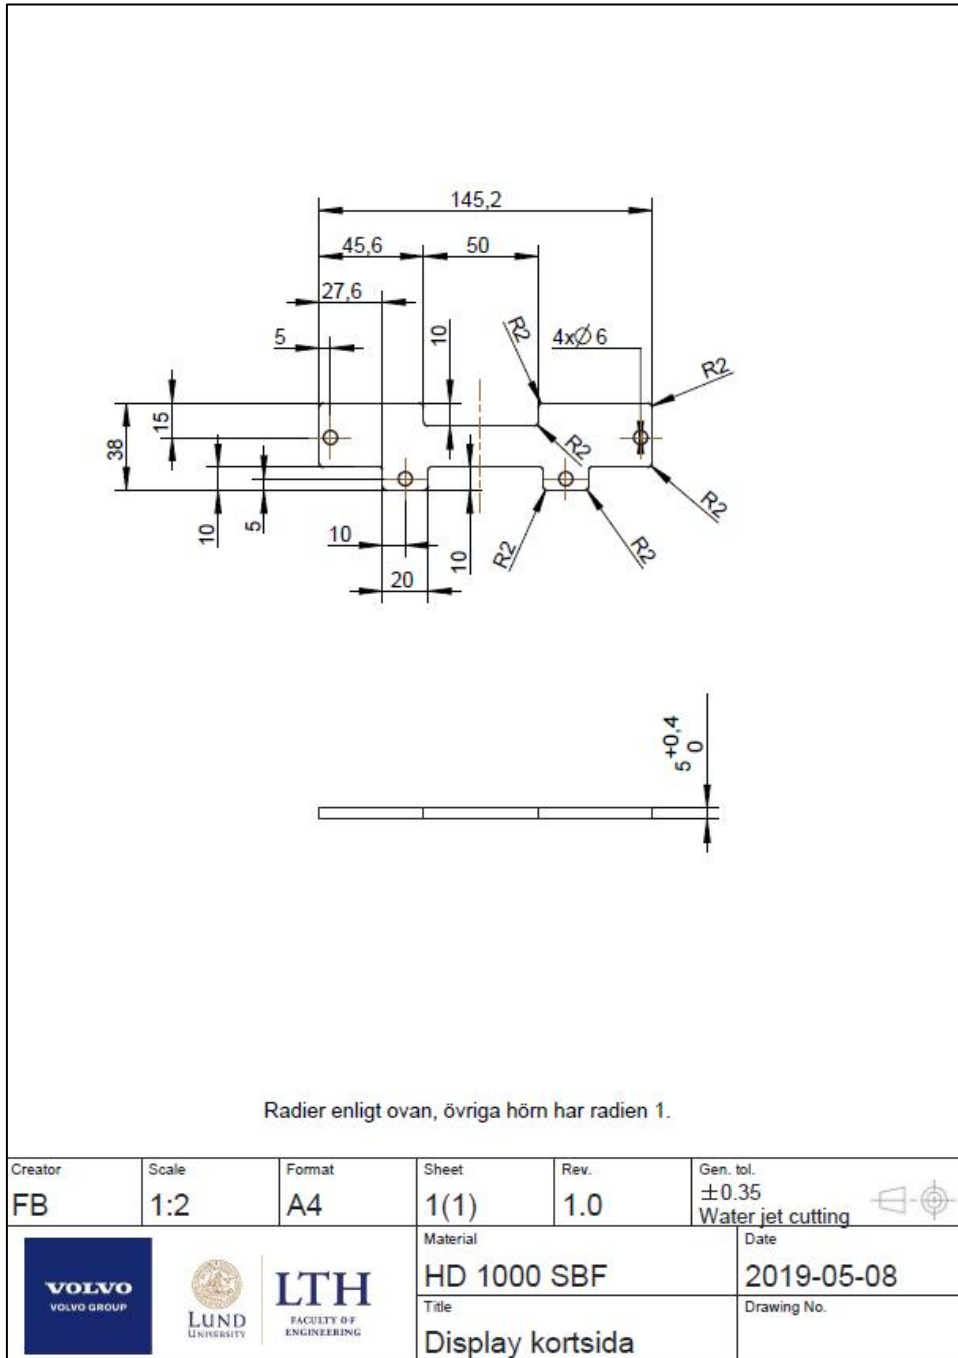 145,2
45,6
50
27,6
5
10
R2
4xØ 6
R2
15
38
R2
10
5
10
10
R2
R2
R2
20
5 +0,4
0
Radier enligt ovan, övriga hörn har radien 1.
Creator
FB
Scale
1:2
Format
A4
Sheet
1(1)
Rev.
1.0
Gen. tol.
±0.35
Water jet cutting
Material
HD 1000 SBF
Date
2019-05-08
Title
Display kortsida
Drawing No.
VOLVO
VOLVO GROUP
LUND
UNIVERSITY
LTH
FACULTY OF
ENGINEERING